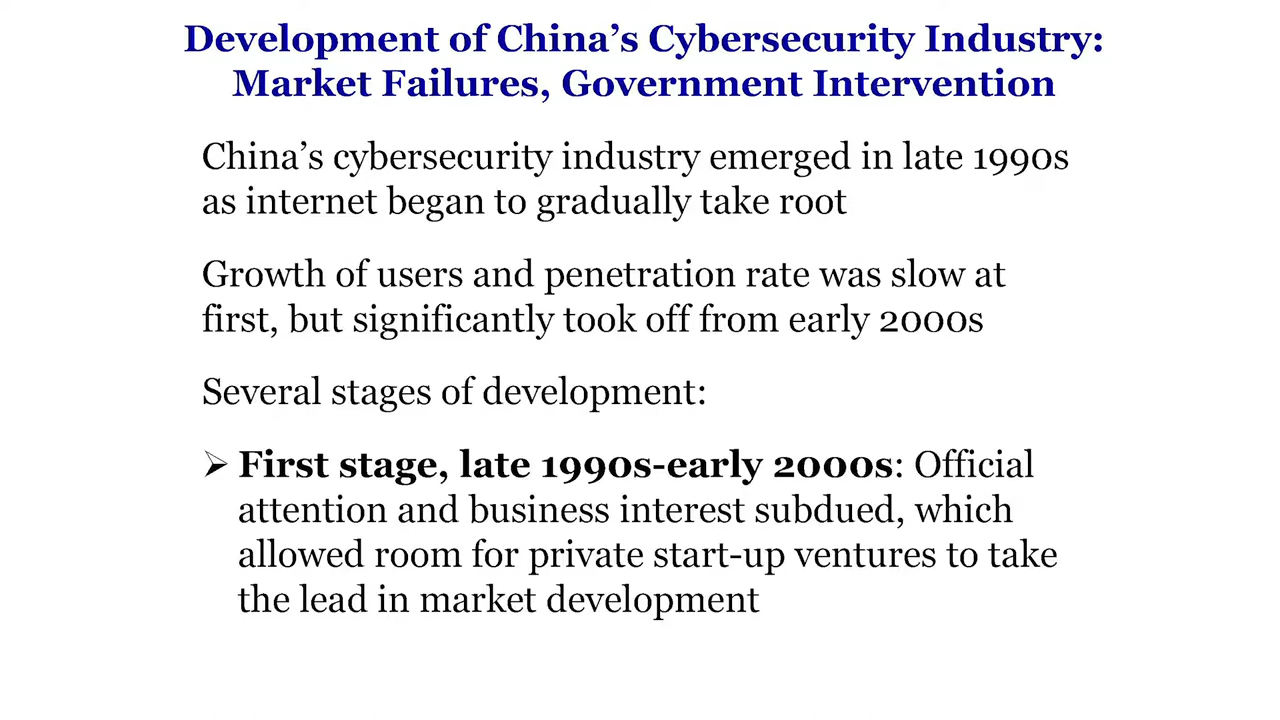 Development of China’s Cybersecurity Industry:
Market Failures, Government Intervention
China’s cybersecurity industry emerged in late 1990s
as internet began to gradually take root
Growth of users and penetration rate was slow at
first, but significantly took off from early 2000s
Several stages of development:
➢ First stage, late 1990s-early 2000s: Official
attention and business interest subdued, which
allowed room for private start-up ventures to take
the lead in market development